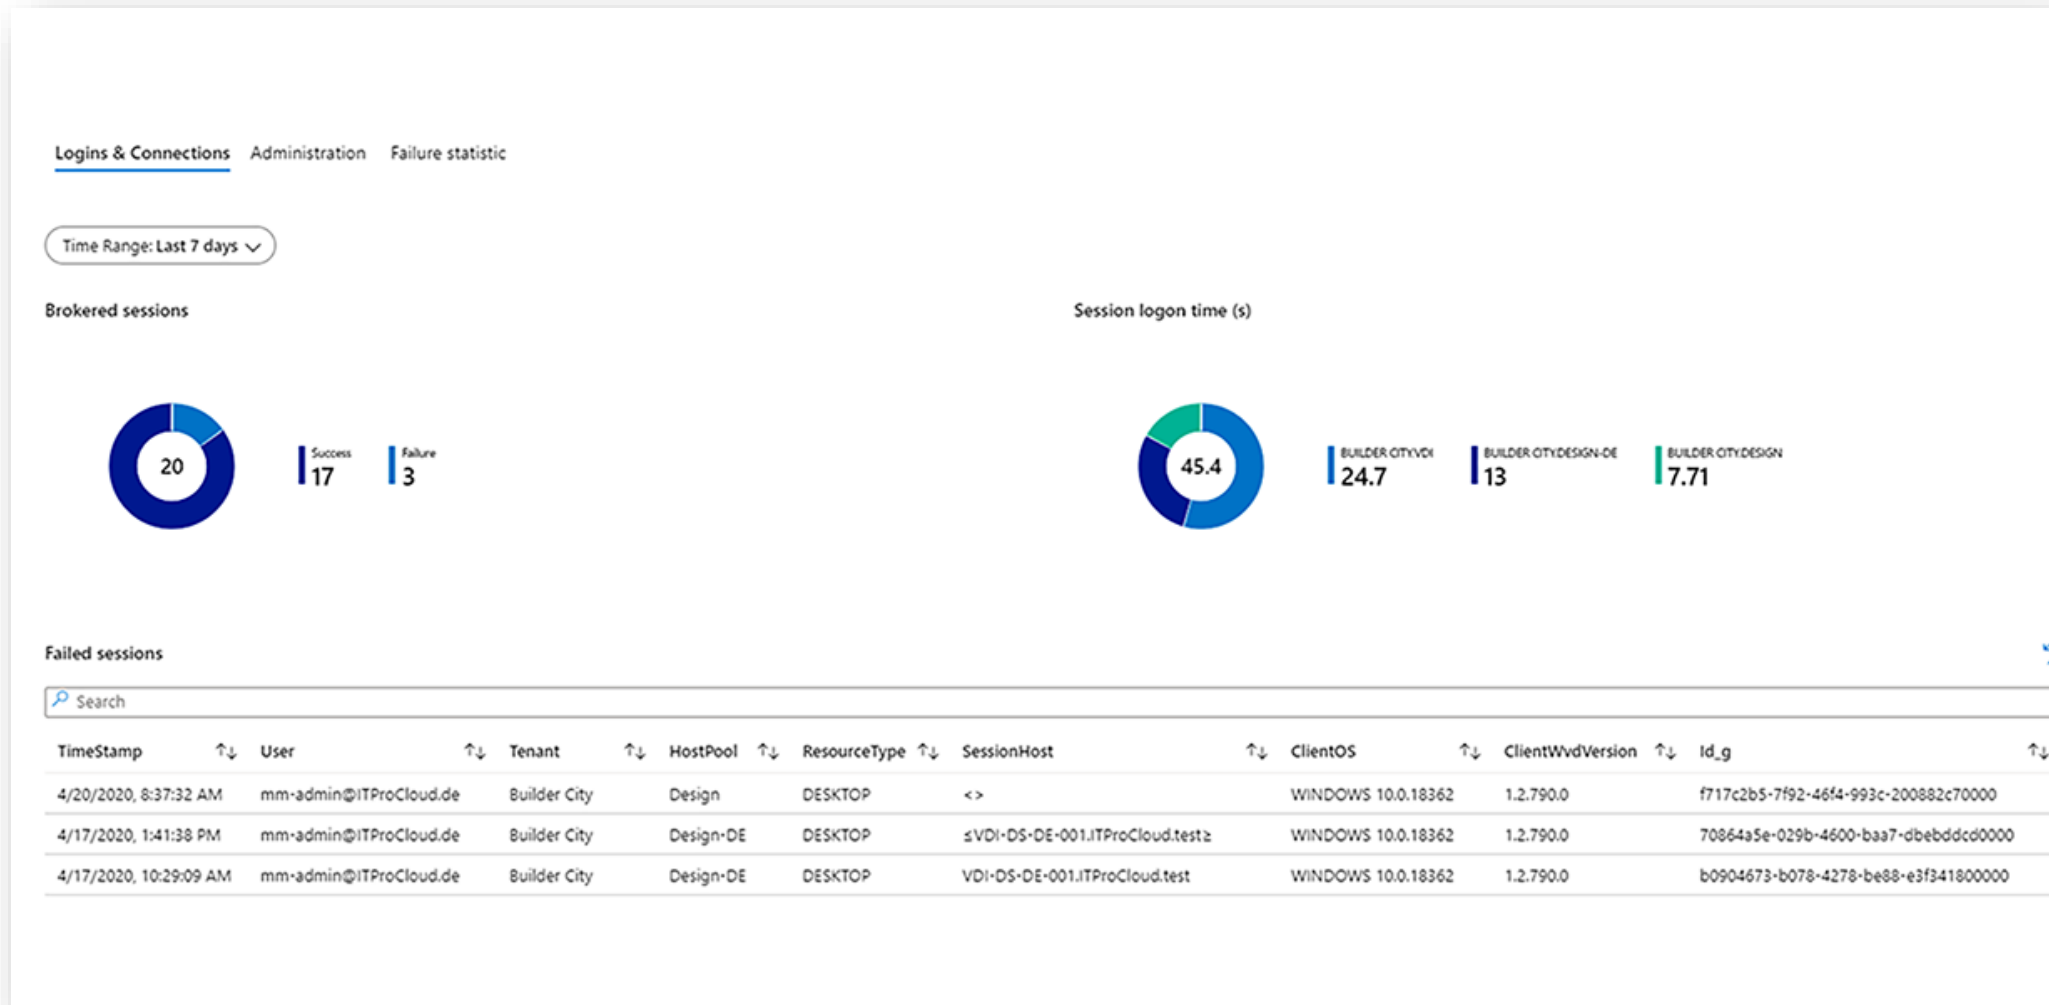 Logins & Connections Administration Failure statistic
Time Range: Last 7 days
Brokered sessions Session logon time (s)
20 Success 17 Failure 3
45.4 BUILDER CITY:VDI 24.7 BUILDER CITY:DESIGN-DE 13 BUILDER CITY:DESIGN 7.71
Failed sessions
Search
TimeStamp User Tenant HostPool ResourceType SessionHost ClientOS ClientWvdVersion Id_g
4/20/2020, 8:37:32 AM mm-admin@ITProCloud.de Builder City Design DESKTOP <> WINDOWS 10.0.18362 1.2.790.0 f717c2b5-7f92-46f4-993c-200882c70000
4/17/2020, 1:41:38 PM mm-admin@ITProCloud.de Builder City Design-DE DESKTOP ≤VDI-DS-DE-001.ITProCloud.test≥ WINDOWS 10.0.18362 1.2.790.0 70864a5e-029b-4600-baa7-dbebddcd0000
4/17/2020, 10:29:09 AM mm-admin@ITProCloud.de Builder City Design-DE DESKTOP VDI-DS-DE-001.ITProCloud.test WINDOWS 10.0.18362 1.2.790.0 b0904673-b078-4278-be88-e3f341800000